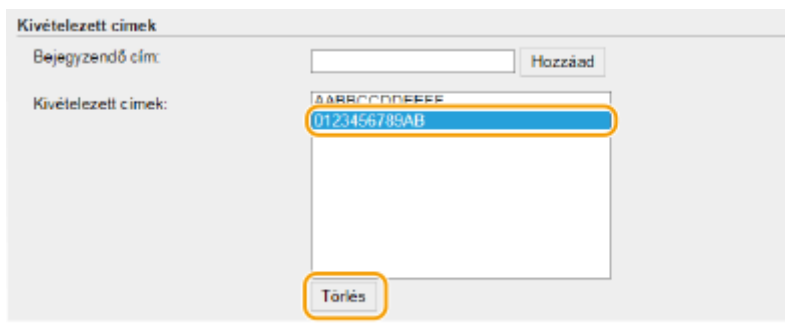 Kivételezett címek
Bejegyzendő cím:
Hozzáad
Kivételezett címek:
AABBCCDDEEFF
0123456789AB
Törlés